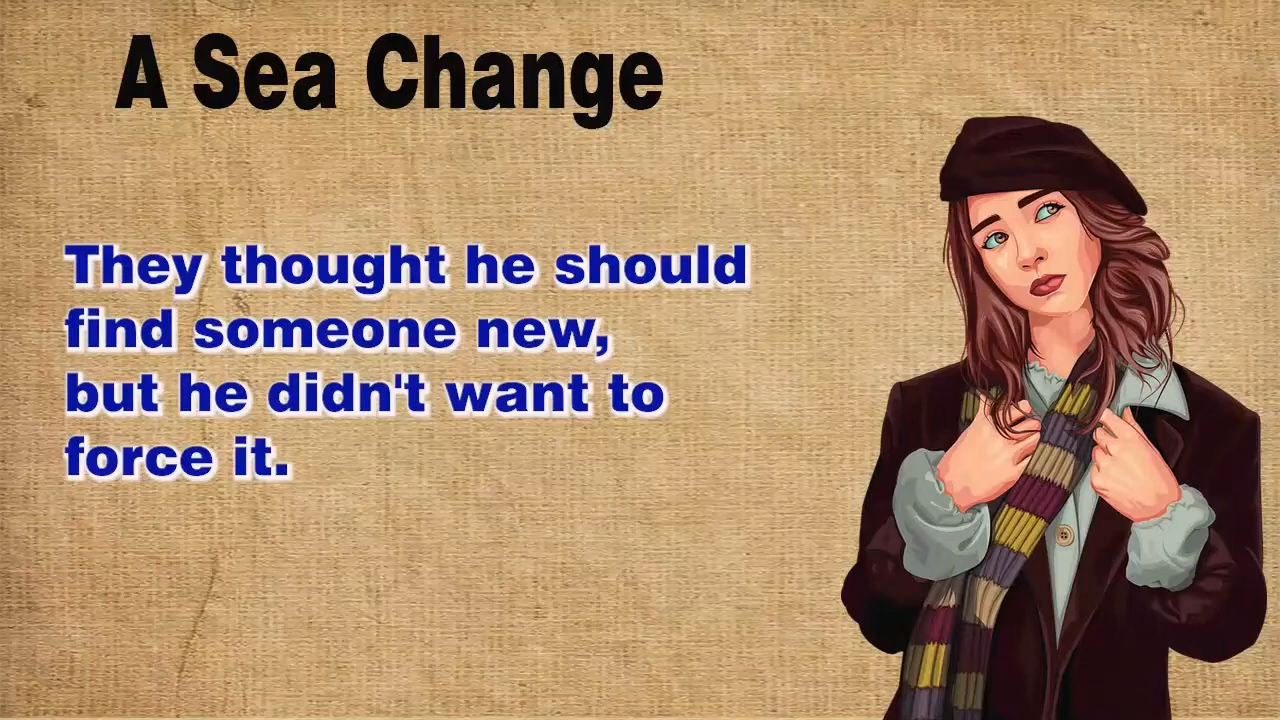 A Sea Change
They thought he should
find someone new,
but he didn't want to
force it.